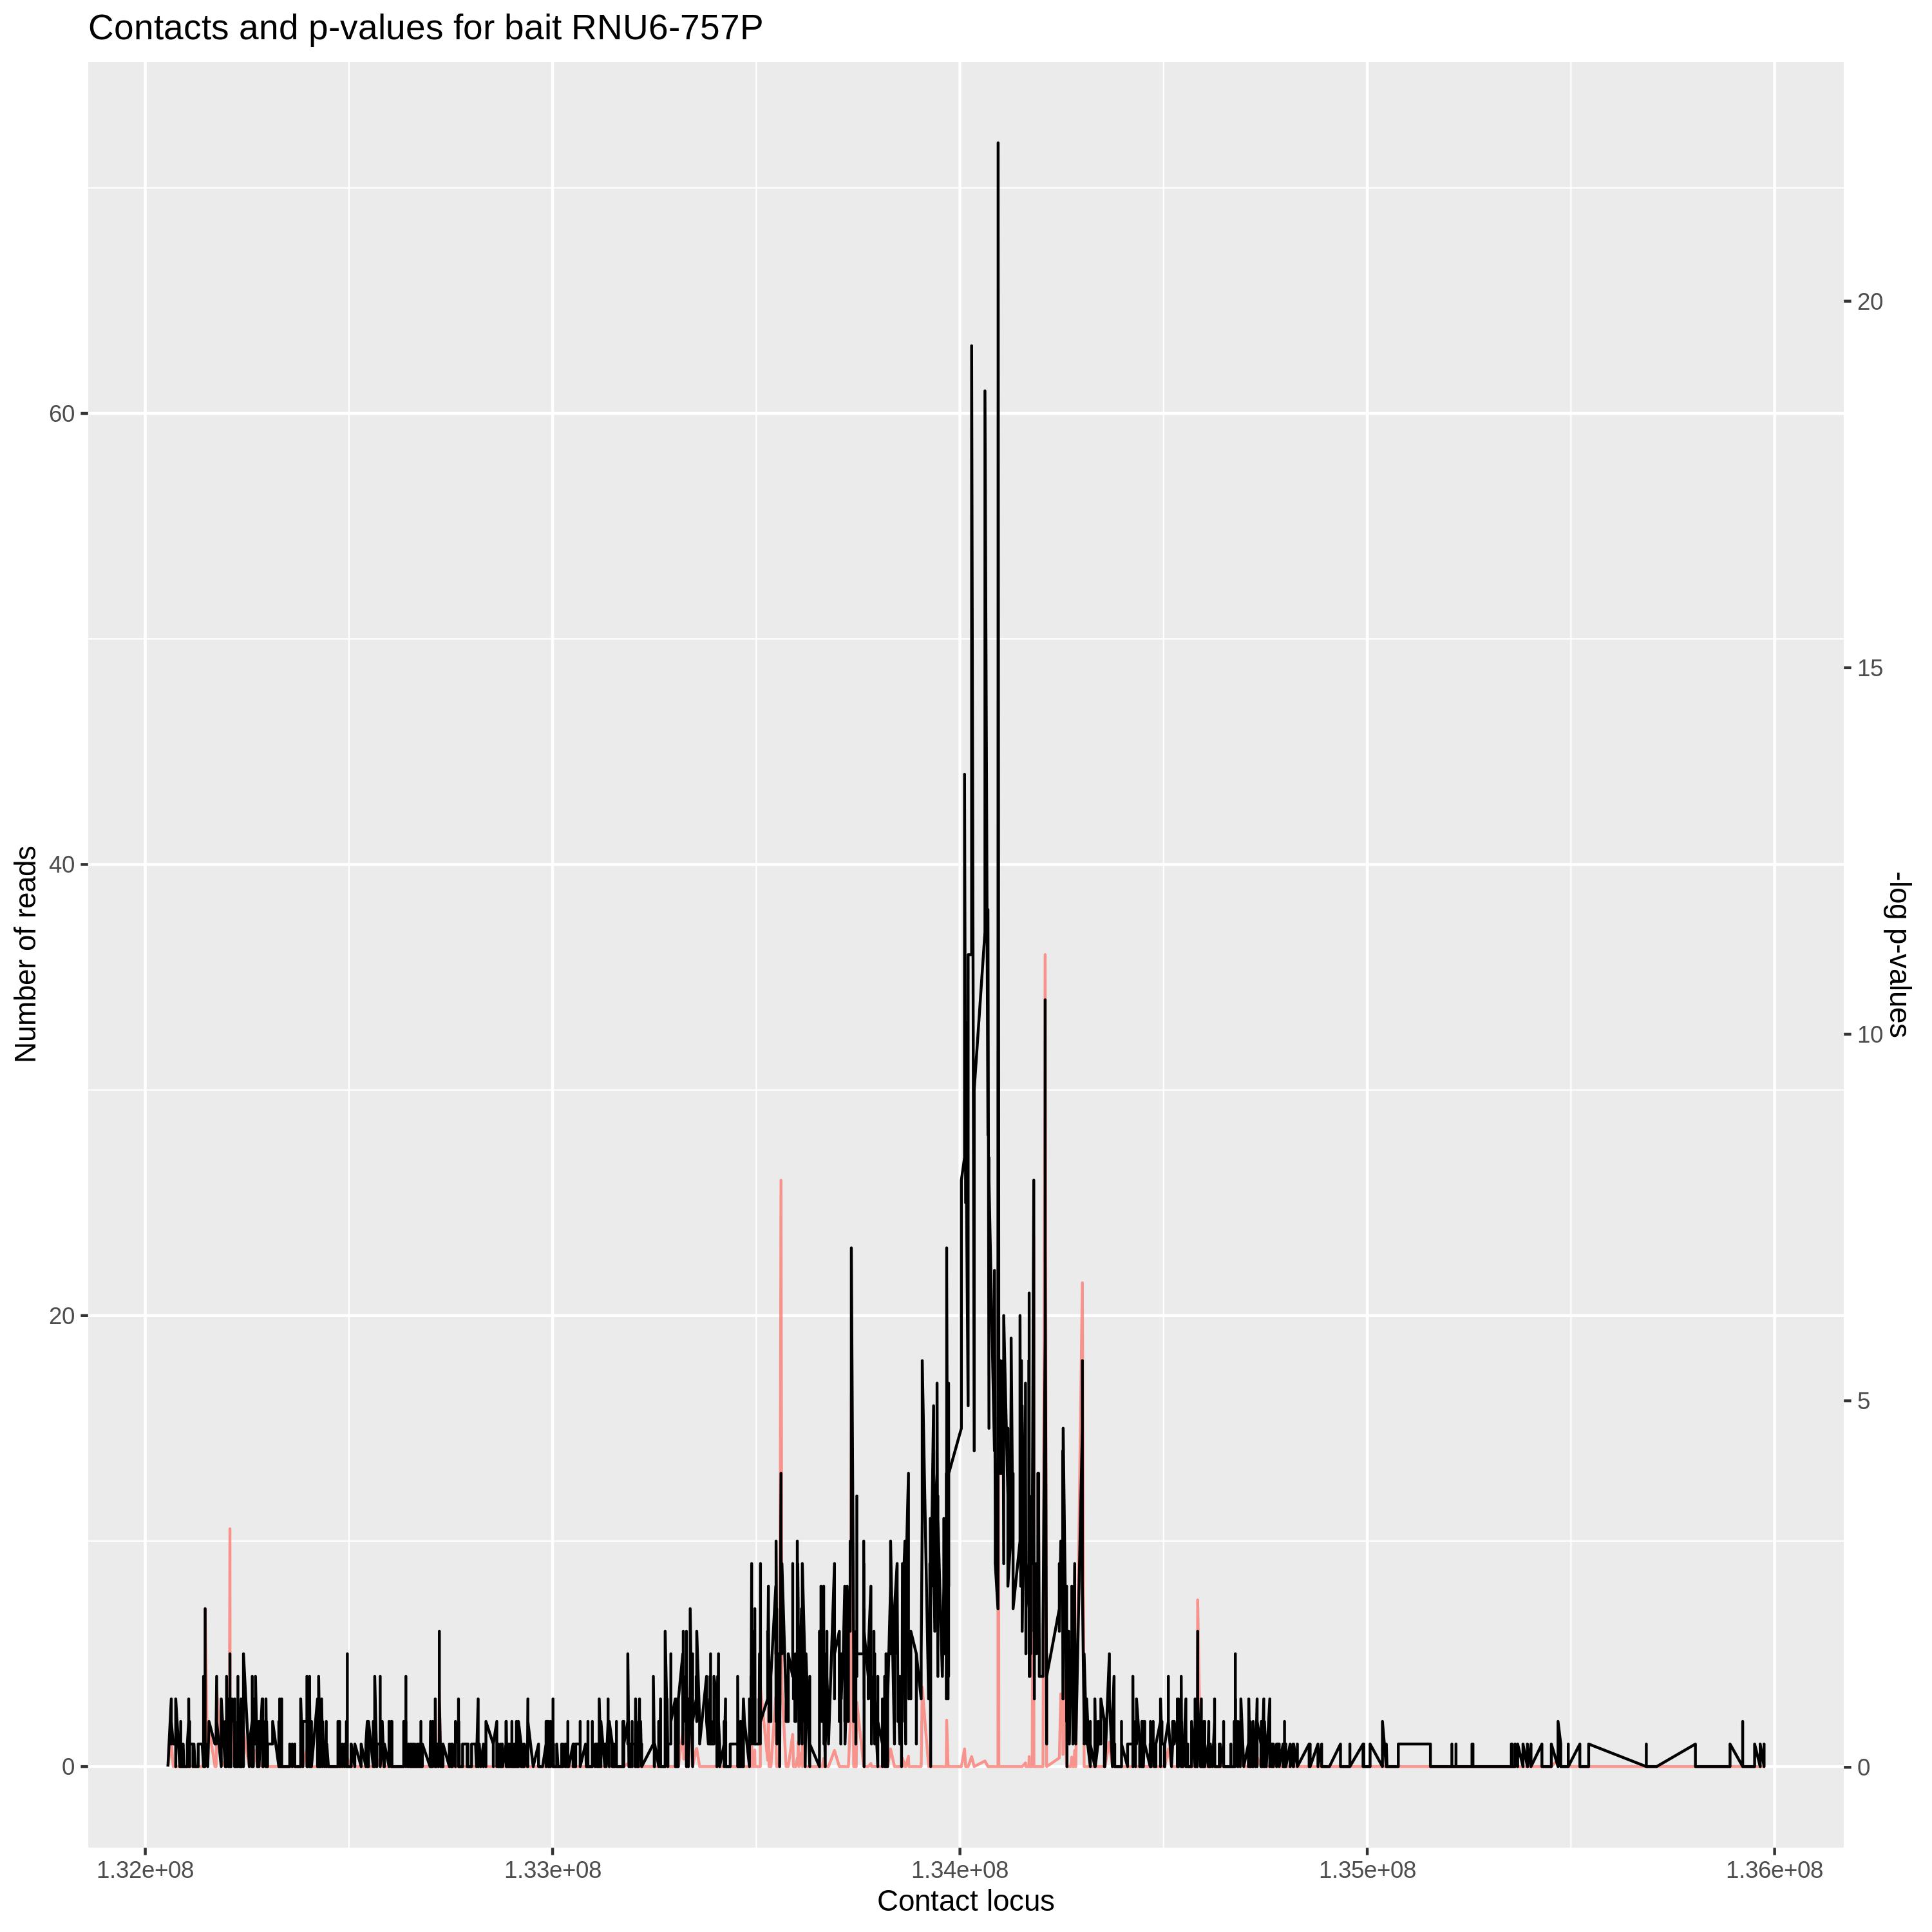 Contacts and p-values for bait RNU6-757P
Number of reads
60
40
20
0
-log p-values
20
15
10
5
0
1.32e+08
1.33e+08
1.34e+08
1.35e+08
1.36e+08
Contact locus